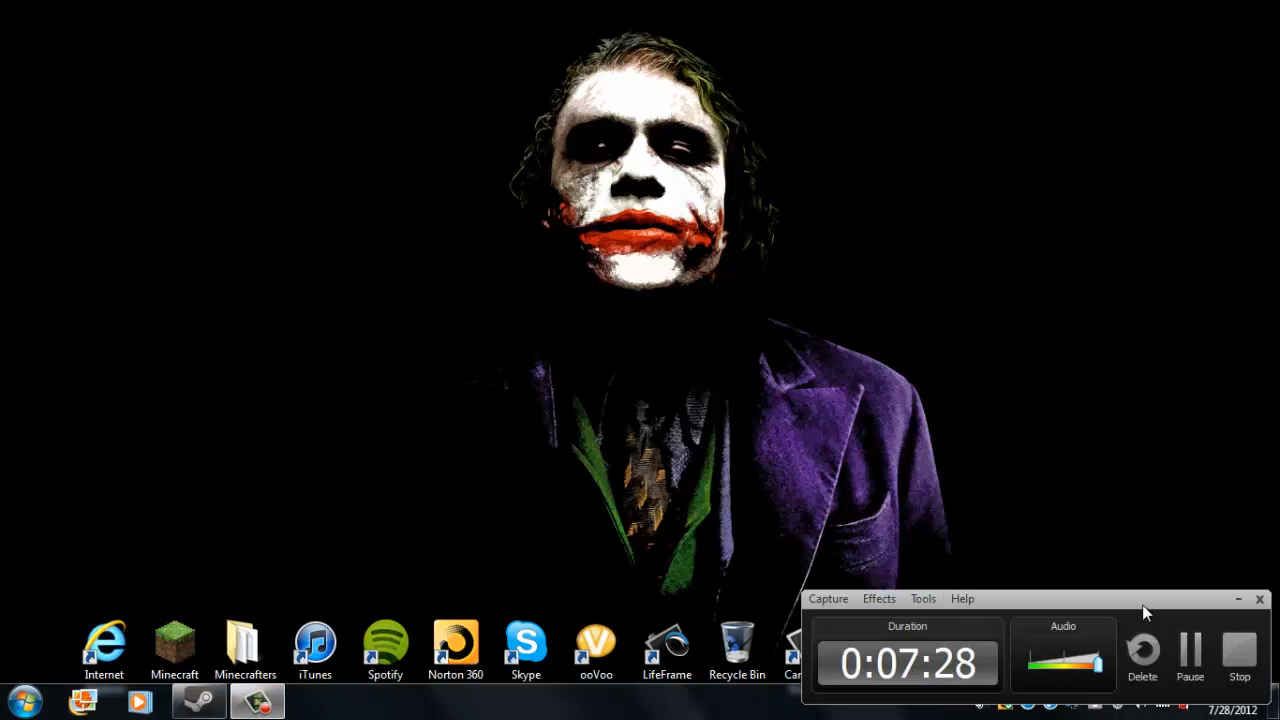 Capture Effects Tools Help
Duration Audio
0:07:28
Delete Pause Stop
Internet Minecraft Minecrafters iTunes Spotify Norton 360 Skype ooVoo LifeFrame Recycle Bin
7/28/2012